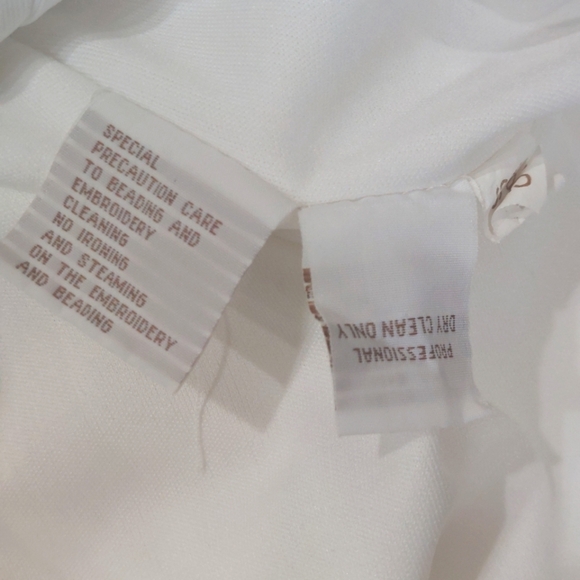 SPECIAL
PRECAUTION CARE
TO BEADING AND
EMBROIDERY
CLEANING
NO IRONING
AND STEAMING
ON THE EMBROIDERY
AND BEADING
PROFESSIONAL
DRY CLEAN ONLY